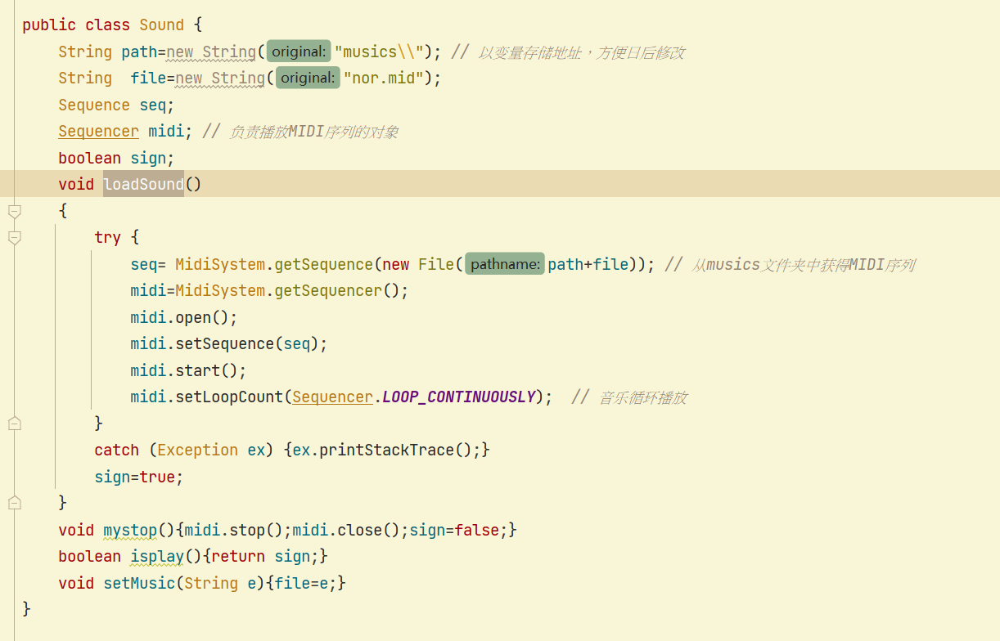 public class Sound {
String path=new String( original: "musics\\"); // 以变量存储地址，方便日后修改
String  file=new String( original: "nor.mid");
Sequence seq;
Sequencer midi; // 负责播放MIDI序列的对象
boolean sign;
void loadSound()
{
try {
seq= MidiSystem.getSequence(new File( pathname: path+file)); // 从musics文件夹中获得MIDI序列
midi=MidiSystem.getSequencer();
midi.open();
midi.setSequence(seq);
midi.start();
midi.setLoopCount(Sequencer.LOOP_CONTINUOUSLY);  // 音乐循环播放
}
catch (Exception ex) {ex.printStackTrace();}
sign=true;
}
void mystop(){midi.stop();midi.close();sign=false;}
boolean isplay(){return sign;}
void setMusic(String e){file=e;}
}